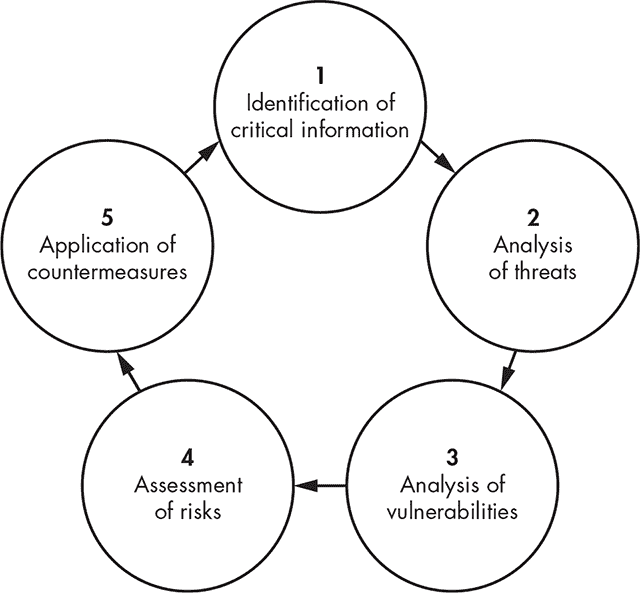 1
Identification of
critical information
2
Analysis
of threats
3
Analysis of
vulnerabilities
4
Assessment
of risks
5
Application of
countermeasures